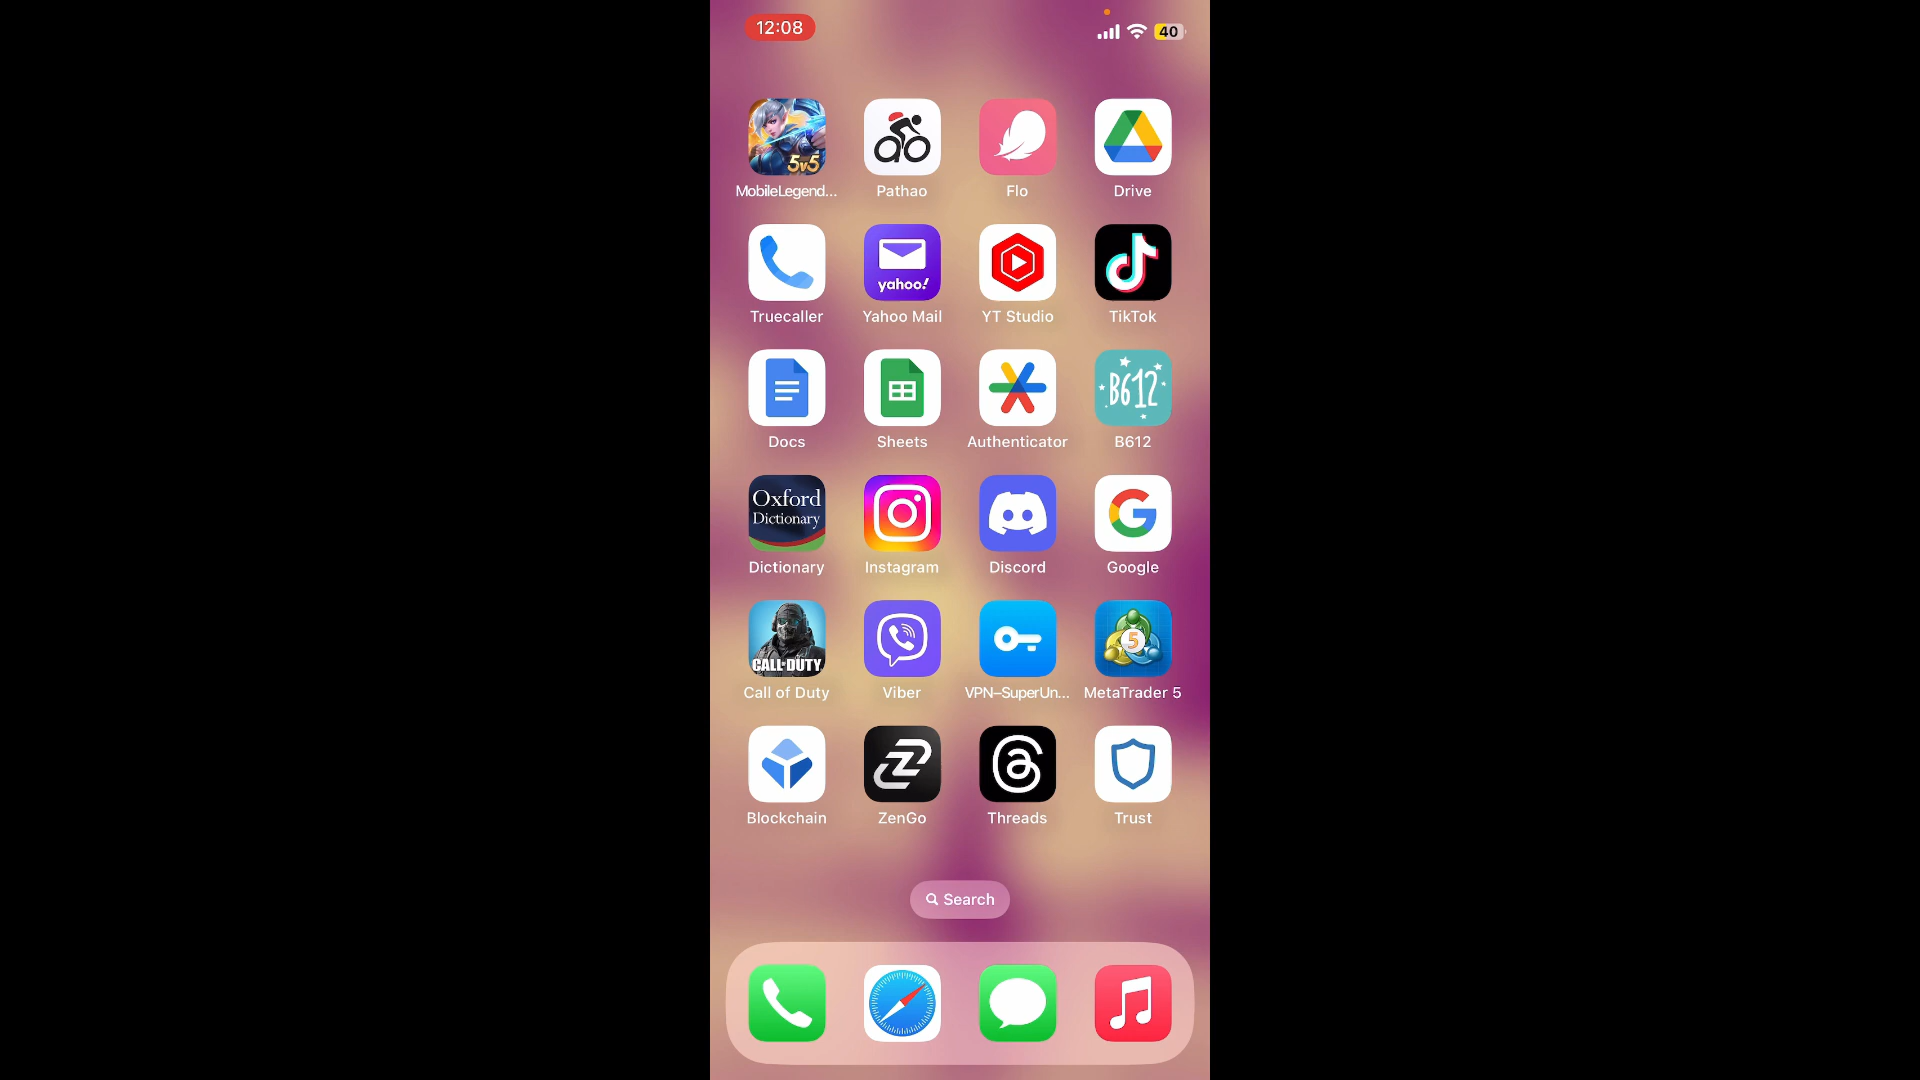 12:08
40
5v5
MobileLegend...
Pathao
Flo
Drive
yahoo!
Truecaller
Yahoo Mail
YT Studio
TikTok
B612
Docs
Sheets
Authenticator
B612
Oxford
Dictionary
Dictionary
Instagram
Discord
Google
CALL OF DUTY
5
Call of Duty
Viber
VPN–SuperUn...
MetaTrader 5
Blockchain
ZenGo
Threads
Trust
Search